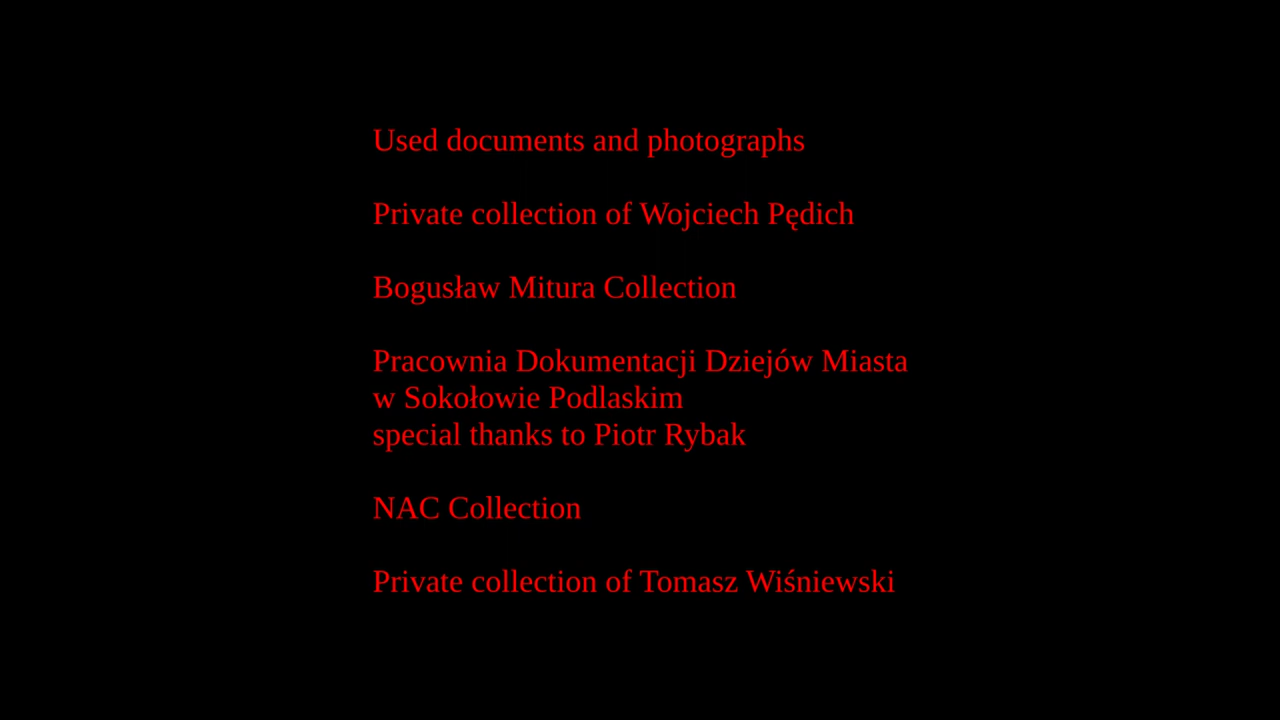 Used documents and photographs
Private collection of Wojciech Pędich
Bogusław Mitura Collection
Pracownia Dokumentacji Dziejów Miasta
w Sokołowie Podlaskim
special thanks to Piotr Rybak
NAC Collection
Private collection of Tomasz Wiśniewski